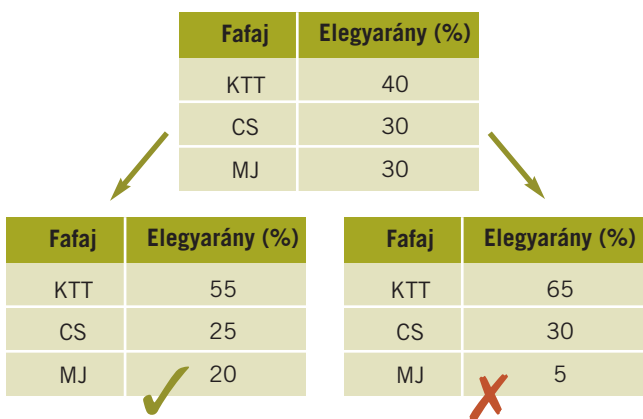 Fafaj Elegyarány (%)
KTT 40
CS 30
MJ 30
Fafaj Elegyarány (%)
KTT 55
CS 25
MJ 20
Fafaj Elegyarány (%)
KTT 65
CS 30
MJ 5